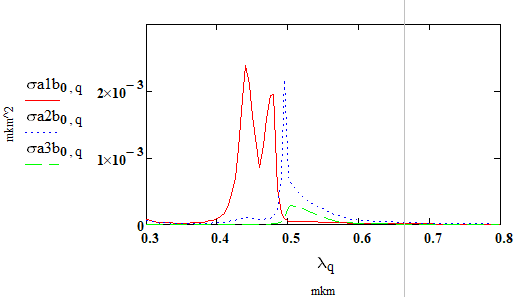 σa1b0,q
σa2b0,q
σa3b0,q
mkm^2
2×10−3
1×10−3
0
0.3 0.4 0.5 0.6 0.7 0.8
λq
mkm